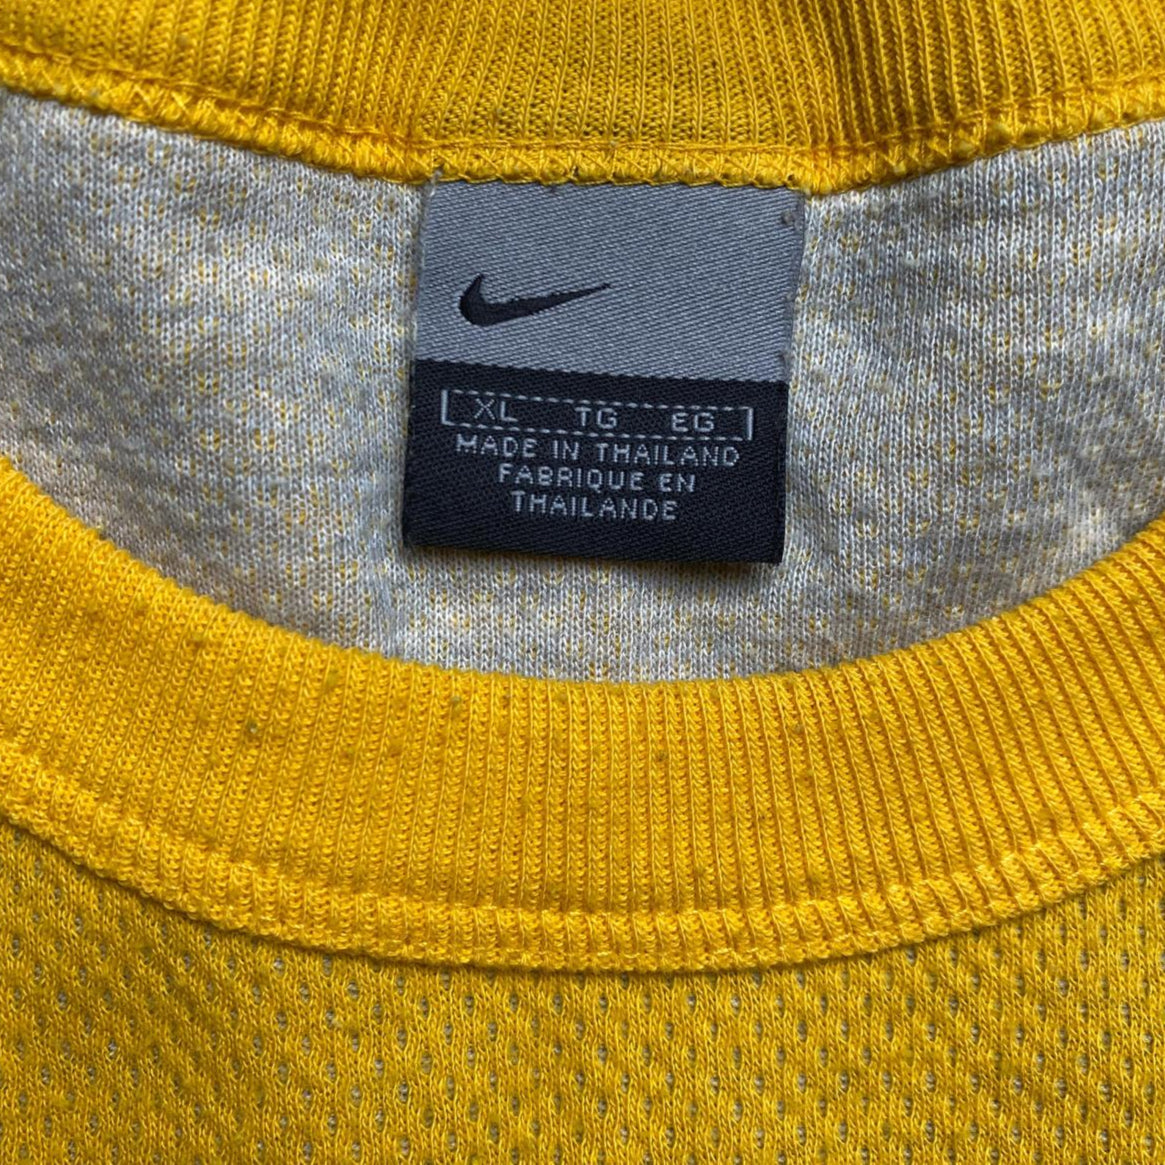 XL TG EG
MADE IN THAILAND
FABRIQUE EN
THAILANDE